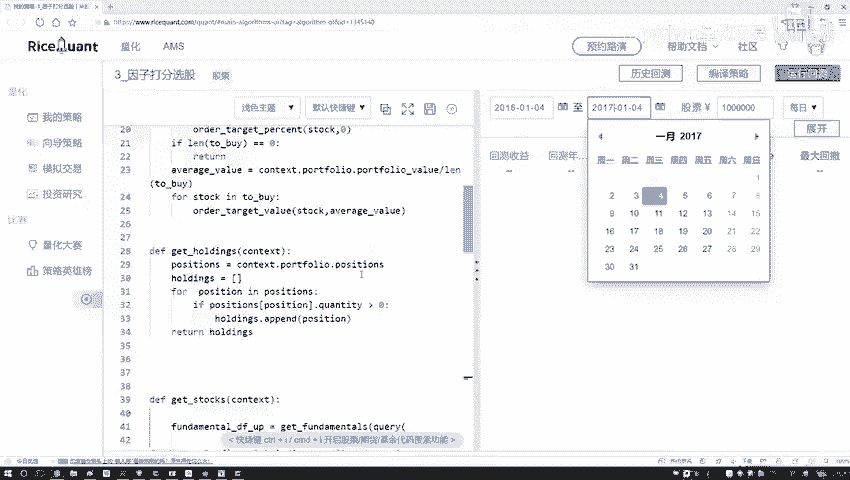 https://www.ricequant.com/quant/
RiceQuant
量化
AMS
预约路演
帮助文档
社区
3_因子打分选股
股票
历史回测
编译策略
运行回测
量化
我的策略
向导策略
模拟交易
投资研究
比赛
量化大赛
策略英雄榜
浅色主题
默认快捷键
2016-01-04
至
2017-01-04
股票 ¥
1000000
每日
展开
回测收益
回测年...
最大回撤
--
--
--
一月 2017
周一 周二 周三 周四 周五 周六 周日
1
2 3 4 5 6 7 8
9 10 11 12 13 14 15
16 17 18 19 20 21 22
23 24 25 26 27 28 29
30 31
20 order_target_percent(stock,0)
21 if len(to_buy) == 0:
22 return
23 average_value = context.portfolio.portfolio_value/len
(to_buy)
24 for stock in to_buy:
25 order_target_value(stock,average_value)
26
27
28 def get_holdings(context):
29 positions = context.portfolio.positions
30 holdings = []
31 for position in positions:
32 if positions[position].quantity > 0:
33 holdings.append(position)
34 return holdings
35
36
37
38
39 def get_stocks(context):
40
41 fundamental_df_up = get_fundamentals(query(
42
< 快捷键 ctrl + i / cmd + i 开启股票/期货/基金代码搜索功能 >